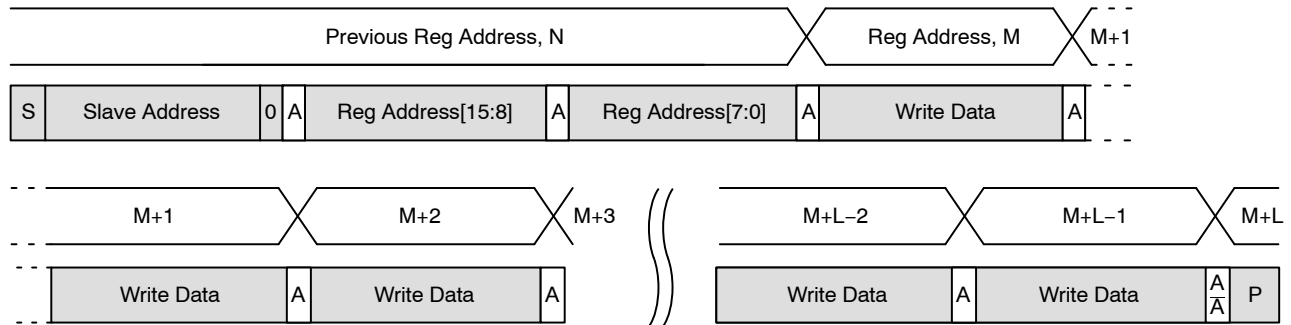 Previous Reg Address, N Reg Address, M M+1
S Slave Address 0 A Reg Address[15:8] A Reg Address[7:0] A Write Data A
M+1 M+2 M+3 M+L−2 M+L−1 M+L
Write Data A Write Data A Write Data A Write Data A/A̅ P